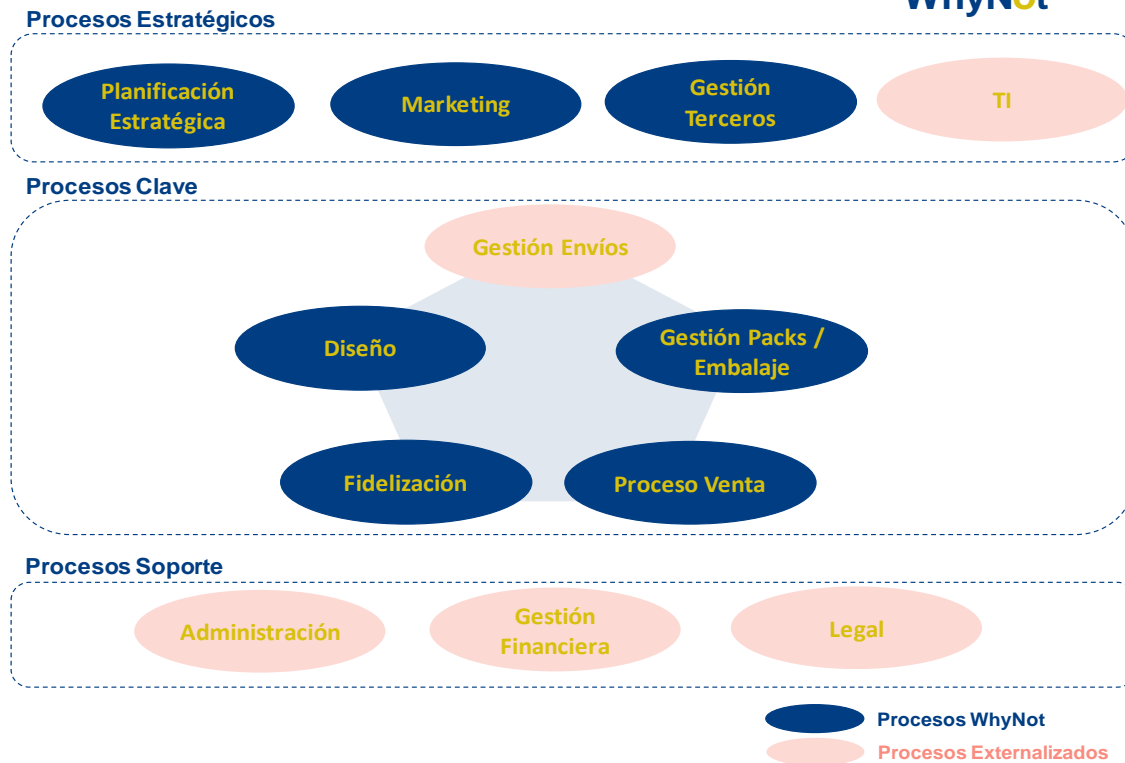 WhyNot
Procesos Estratégicos
Planificación
Estratégica
Marketing
Gestión
Terceros
TI
Procesos Clave
Gestión Envíos
Diseño
Gestión Packs /
Embalaje
Fidelización
Proceso Venta
Procesos Soporte
Administración
Gestión
Financiera
Legal
Procesos WhyNot
Procesos Externalizados